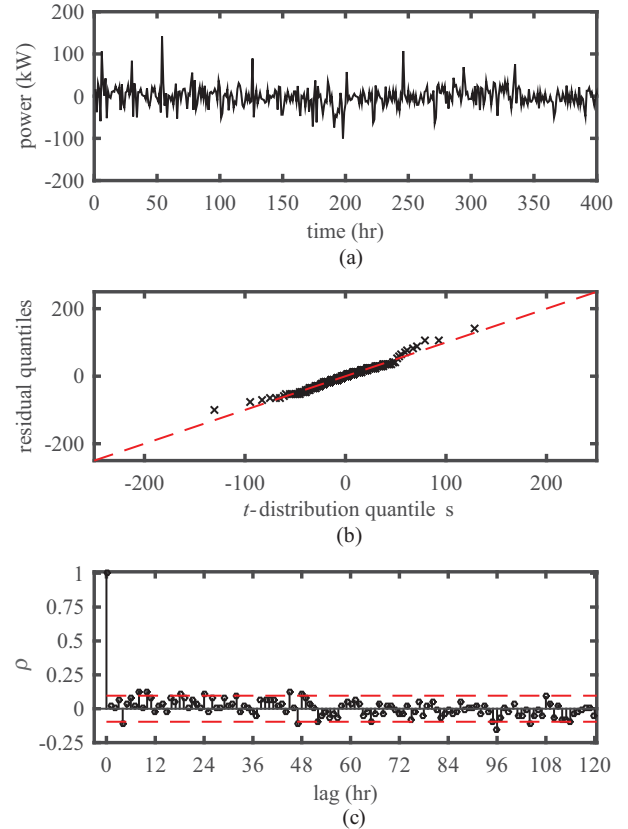 200
100
0
-100
-200
power (kW)
0 50 100 150 200 250 300 350 400
time (hr)
(a)
200
0
-200
residual quantiles
-200 -100 0 100 200
t-distribution quantile s
(b)
1
0.75
0.5
0.25
0
-0.25
ρ
0 12 24 36 48 60 72 84 96 108 120
lag (hr)
(c)